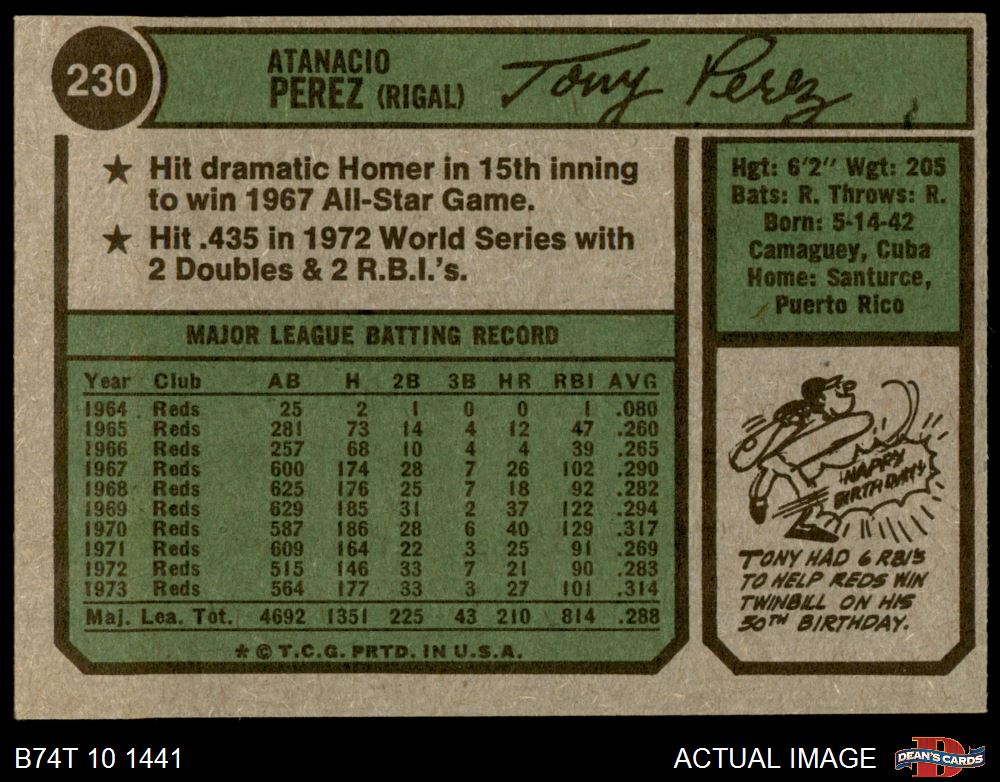 230
ATANACIO
PEREZ (RIGAL)
Tony Perez
★ Hit dramatic Homer in 15th inning
to win 1967 All-Star Game.
★ Hit .435 in 1972 World Series with
2 Doubles & 2 R.B.I.'s.
Hgt: 6'2" Wgt: 205
Bats: R. Throws: R.
Born: 5-14-42
Camaguey, Cuba
Home: Santurce,
Puerto Rico
MAJOR LEAGUE BATTING RECORD
Year Club AB H 2B 3B HR RBI AVG
1964 Reds 25 2 1 0 0 1 .080
1965 Reds 281 73 14 4 12 47 .260
1966 Reds 257 68 10 4 4 39 .265
1967 Reds 600 174 28 7 26 102 .290
1968 Reds 625 176 25 7 18 92 .282
1969 Reds 629 185 31 2 37 122 .294
1970 Reds 587 186 28 6 40 129 .317
1971 Reds 609 164 22 3 25 91 .269
1972 Reds 515 146 33 7 21 90 .283
1973 Reds 564 177 33 3 27 101 .314
Maj. Lea. Tot. 4692 1351 225 43 210 814 .288
* © T.C.G. PRTD. IN U.S.A.
HAPPY
BIRTHDAY!
TONY HAD 6 RBI'S
TO HELP REDS WIN
TWINBILL ON HIS
30TH BIRTHDAY.
B74T 10 1441
ACTUAL IMAGE
D
DEAN'S CARDS